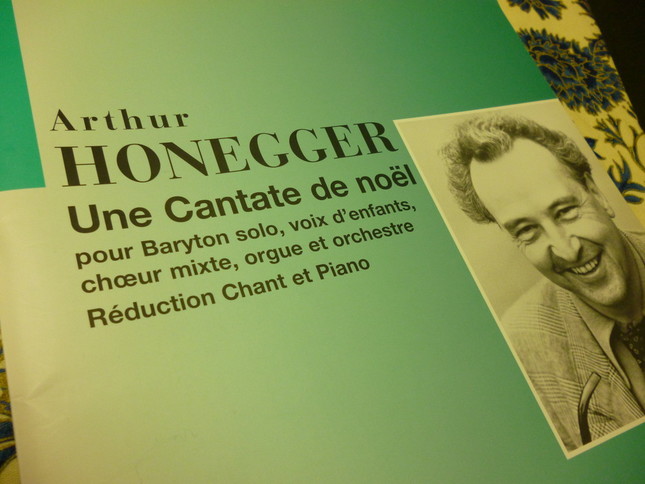 Arthur
HONEGGER
Une Cantate de noël
pour Baryton solo, voix d'enfants,
chœur mixte, orgue et orchestre
Réduction Chant et Piano